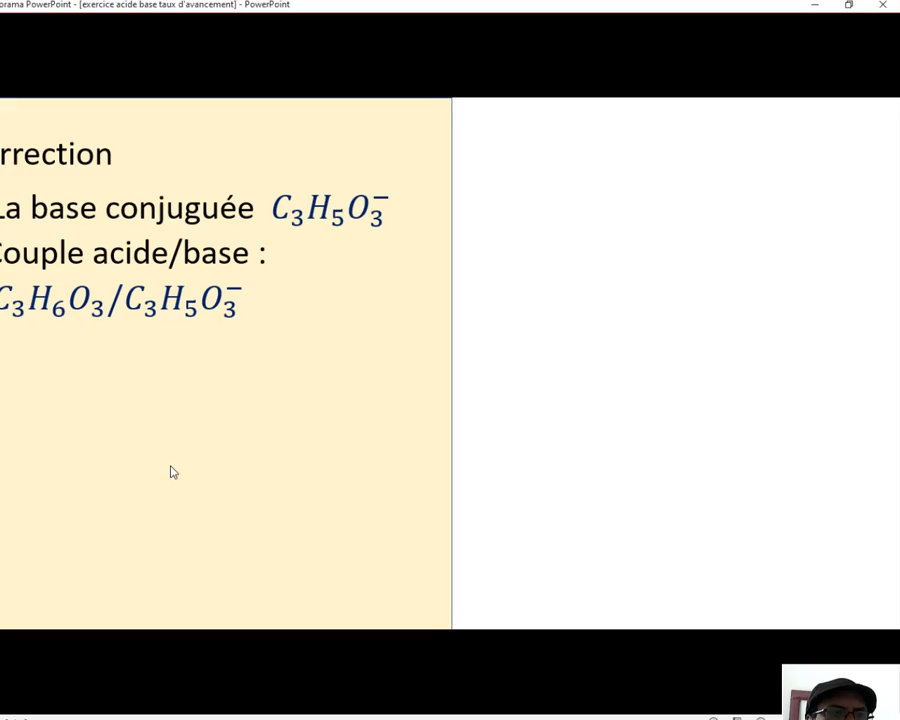 orama PowerPoint - [exercice acide base taux d'avancement] - PowerPoint
rrection
La base conjuguée C₃H₅O₃⁻
Couple acide/base :
C₃H₆O₃/C₃H₅O₃⁻